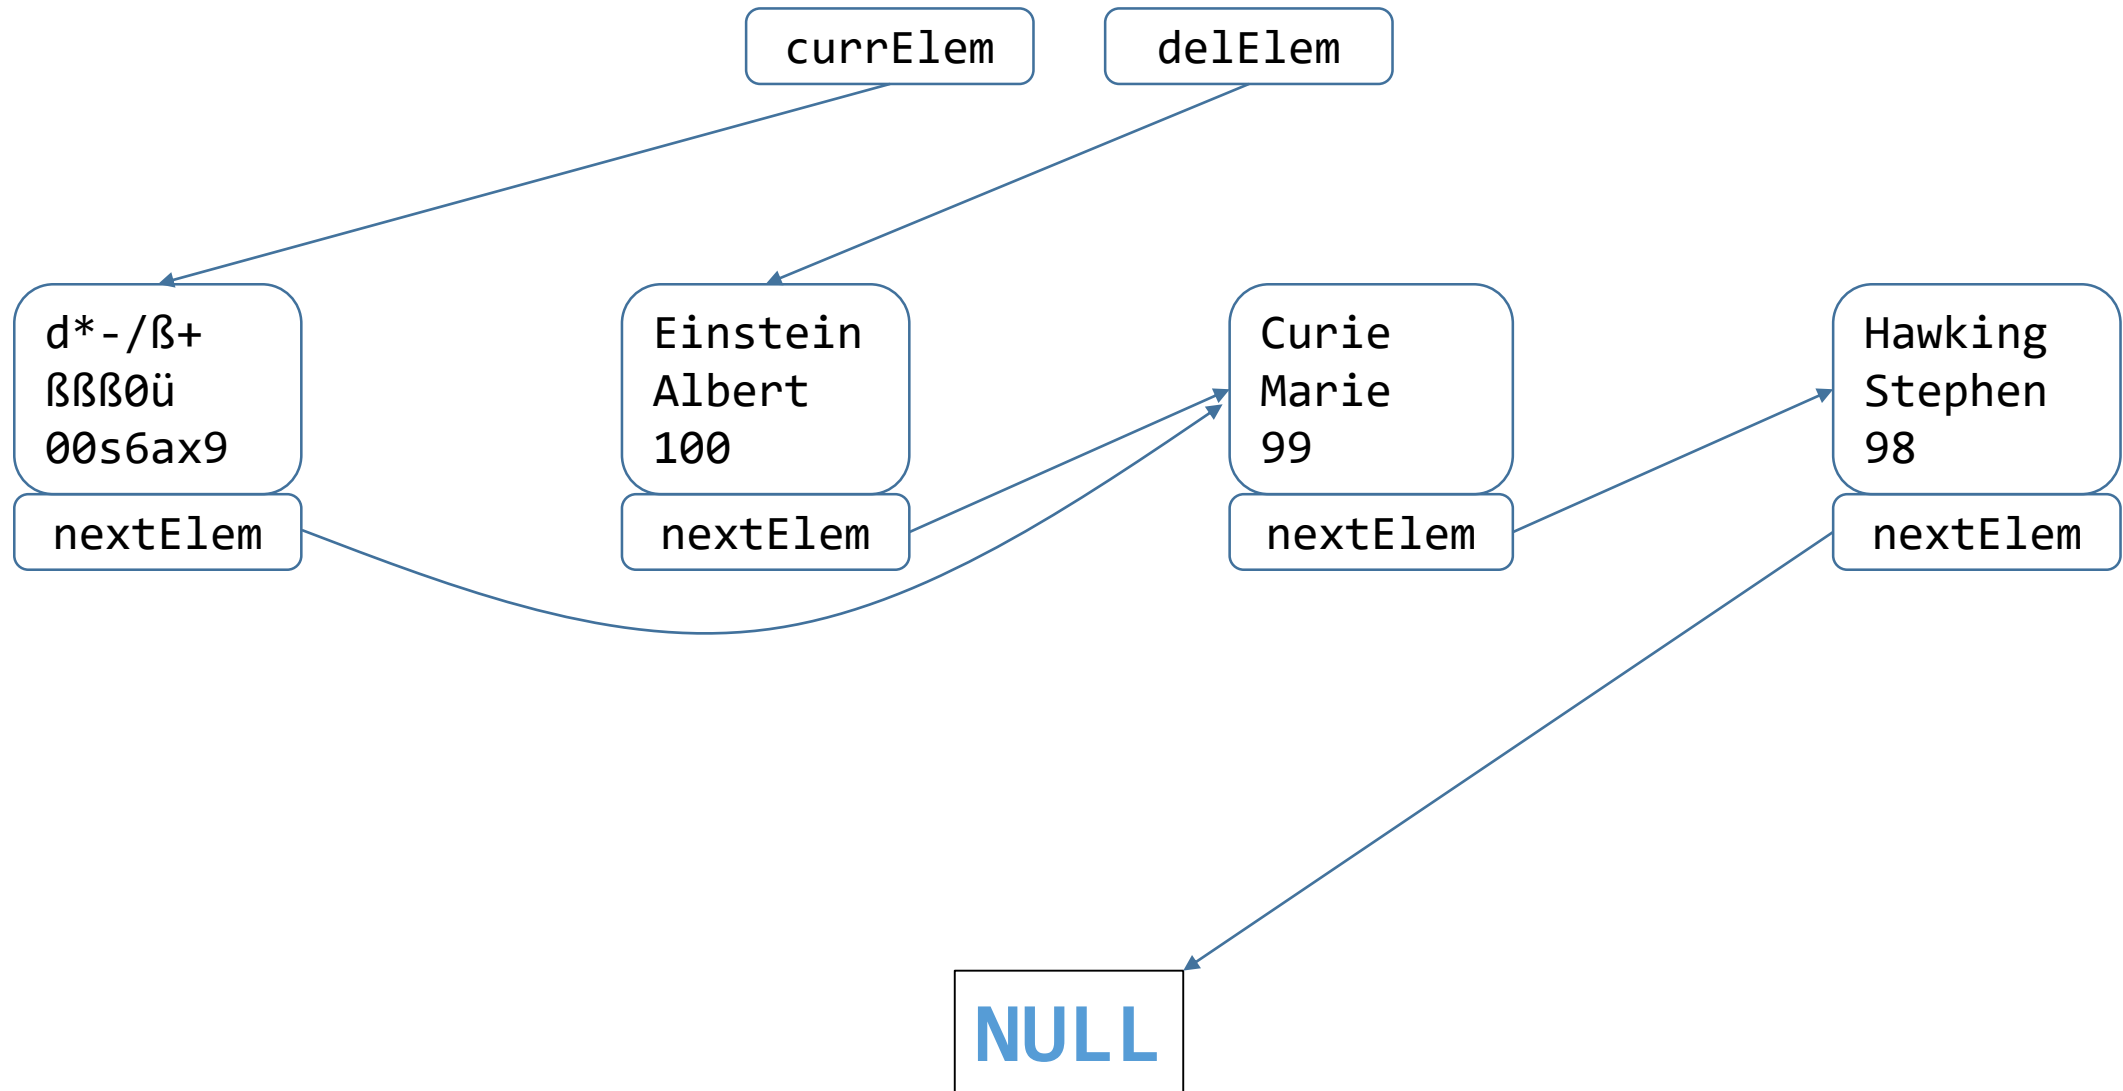 currElem
delElem
d*-/ß+
ßßß0ü
00s6ax9
nextElem
Einstein
Albert
100
nextElem
Curie
Marie
99
nextElem
Hawking
Stephen
98
nextElem
NULL